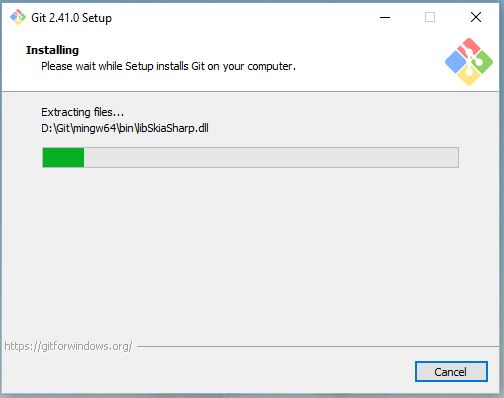 Git 2.41.0 Setup
Installing
Please wait while Setup installs Git on your computer.
Extracting files...
D:\Git\mingw64\bin\libSkiaSharp.dll
https://gitforwindows.org/
Cancel